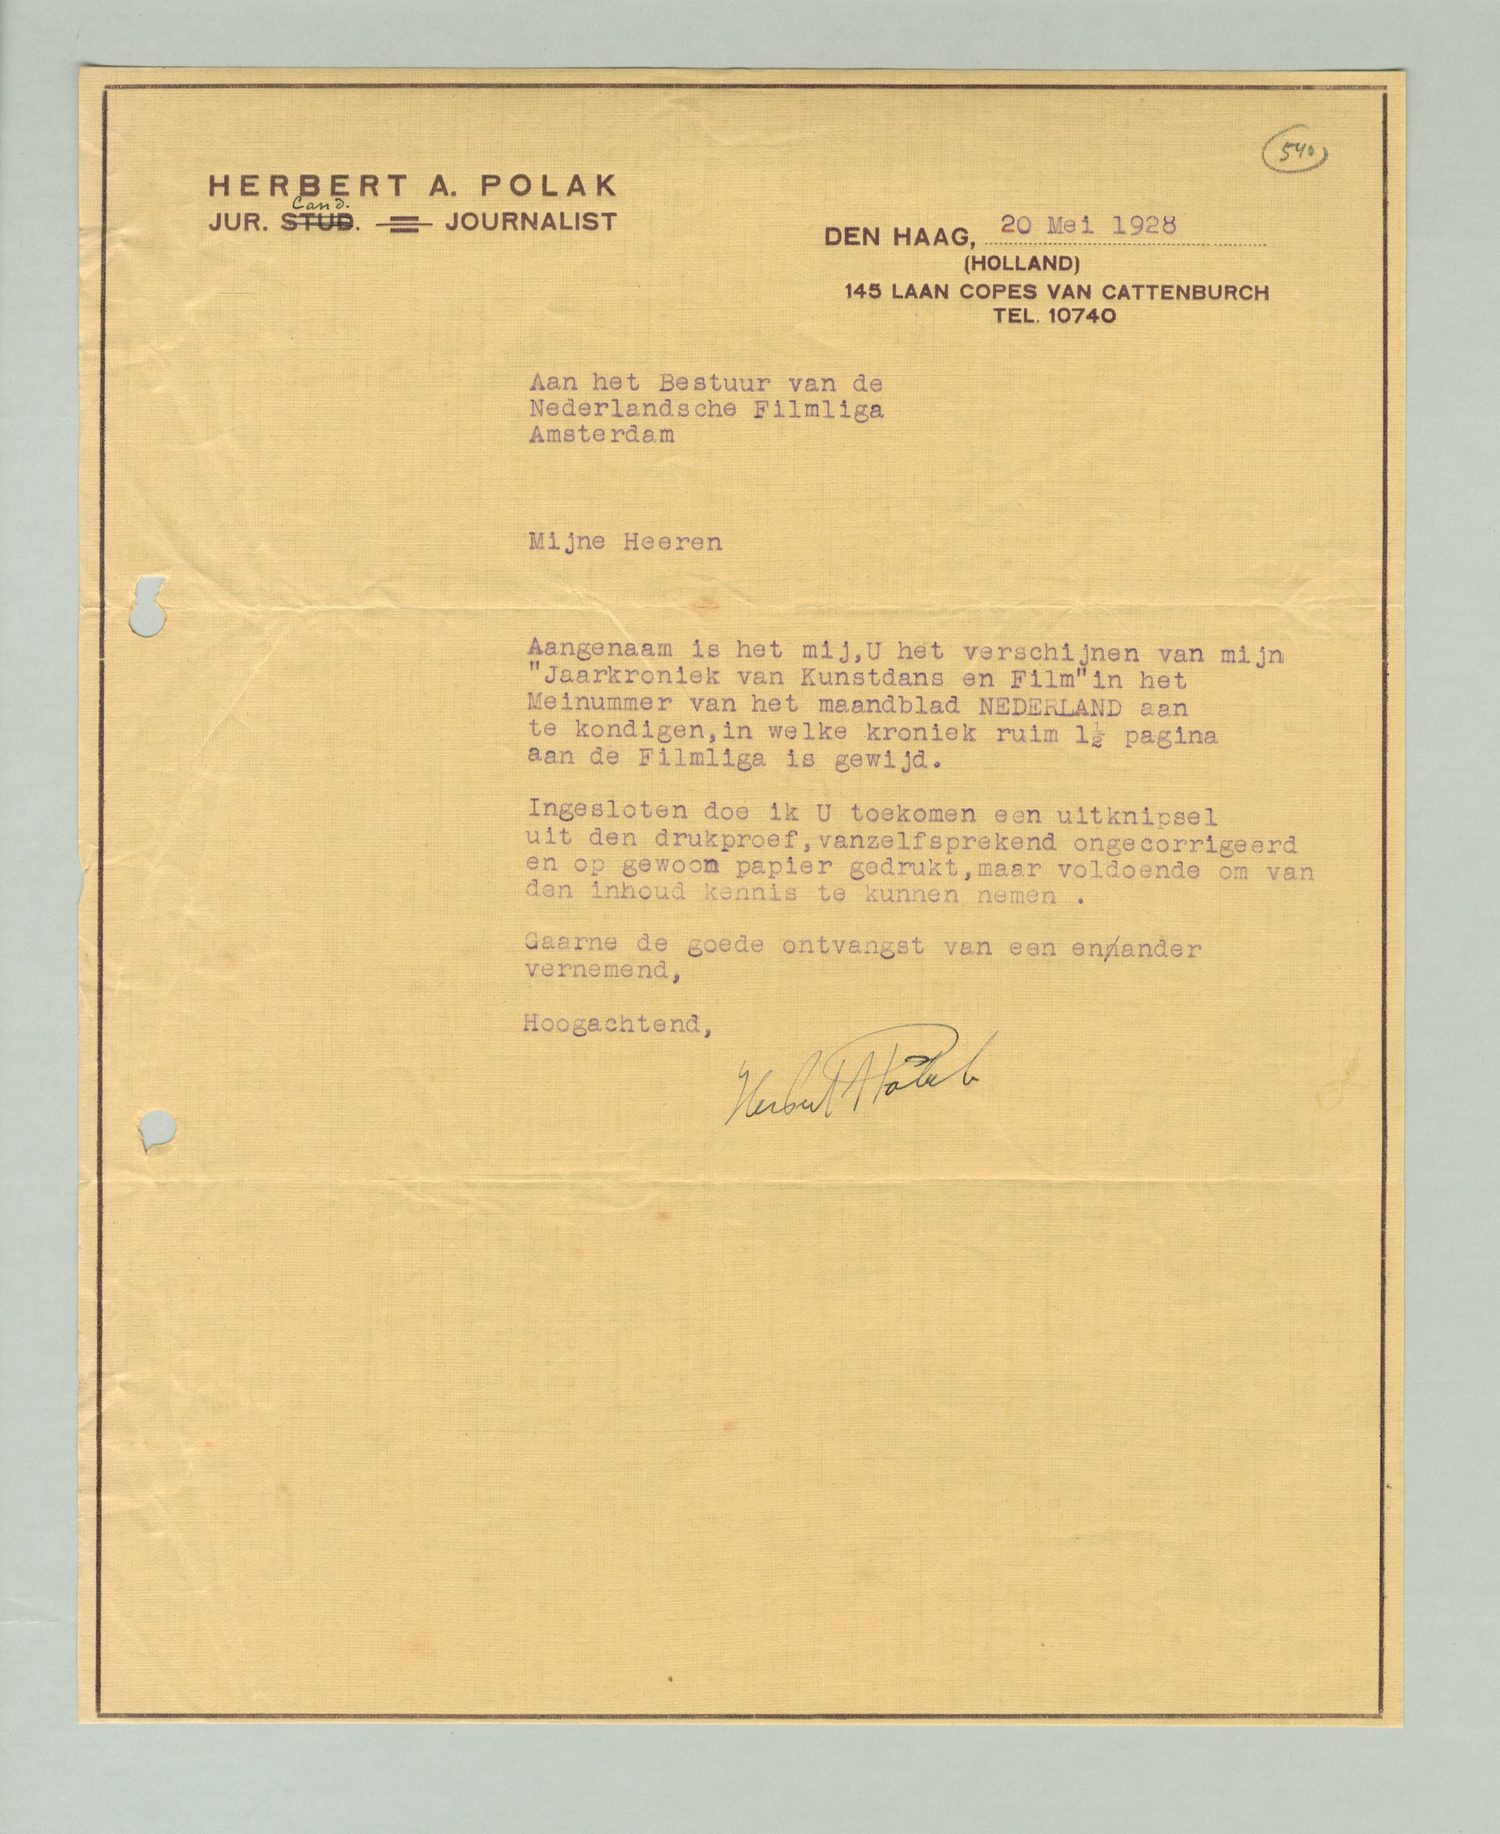 540
HERBERT A. POLAK
Cand.
JUR. STUD. JOURNALIST
DEN HAAG, 20 Mei 1928
(HOLLAND)
145 LAAN COPES VAN CATTENBURCH
TEL. 10740
Aan het Bestuur van de
Nederlandsche Filmliga
Amsterdam
Mijne Heeren
Aangenaam is het mij,U het verschijnen van mijn
"Jaarkroniek van Kunstdans en Film"in het
Meinummer van het maandblad NEDERLAND aan
te kondigen,in welke kroniek ruim 1½ pagina
aan de Filmliga is gewijd.
Ingesloten doe ik U toekomen een uitknipsel
uit den drukproef,vanzelfsprekend ongecorrigeerd
en op gewoon papier gedrukt,maar voldoende om van
den inhoud kennis te kunnen nemen .
Gaarne de goede ontvangst van een en/ander
vernemend,
Hoogachtend,
Herbert A Polak